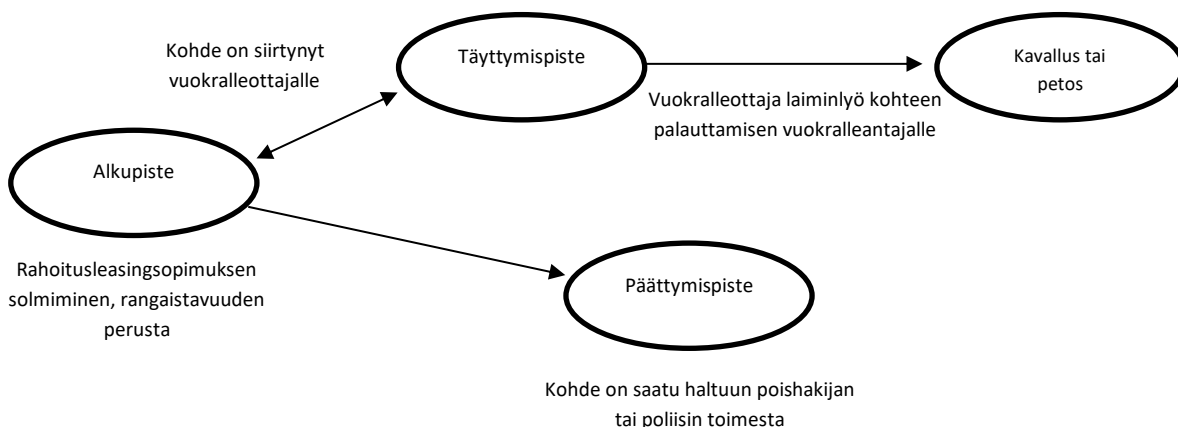 Kohde on siirtynyt
vuokralleottajalle
Täyttymispiste
Kavallus tai
petos
Vuokralleottaja laiminlyö kohteen
palauttamisen vuokralleantajalle
Alkupiste
Rahoitusleasingsopimuksen
solmiminen, rangaistavuuden
perusta
Päättymispiste
Kohde on saatu haltuun poishakijan
tai poliisin toimesta